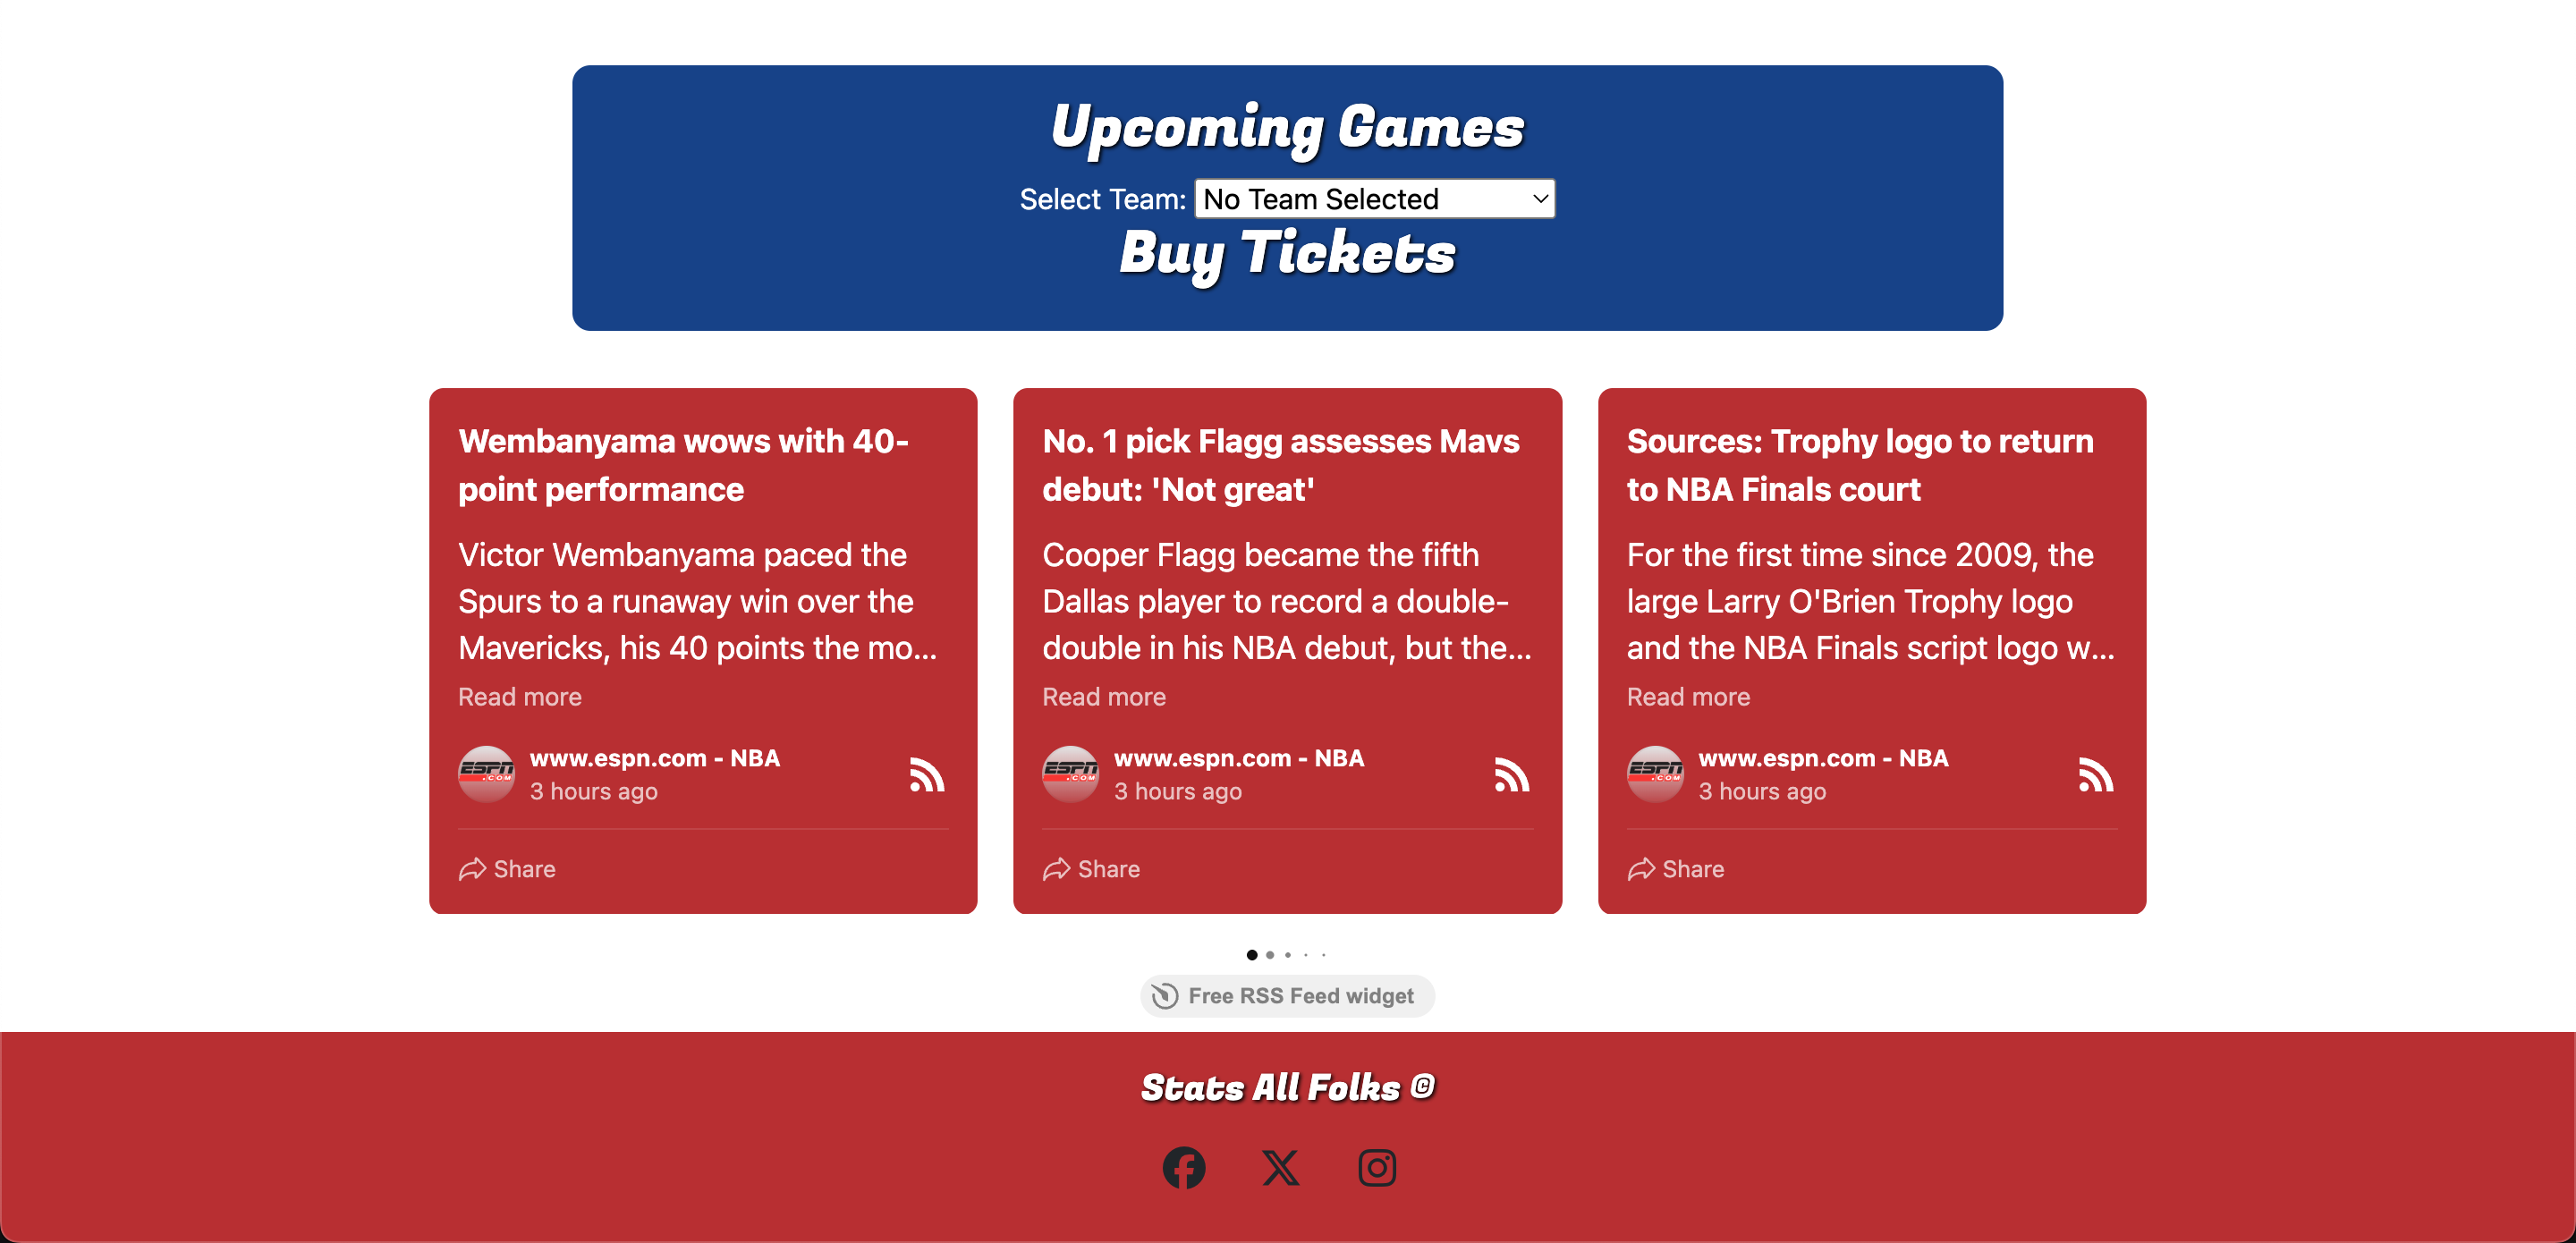 Upcoming Games
Select Team: No Team Selected
Buy Tickets
Wembanyama wows with 40-
point performance
Victor Wembanyama paced the
Spurs to a runaway win over the
Mavericks, his 40 points the mo...
Read more
ESPN
.COM
www.espn.com - NBA
3 hours ago
Share
No. 1 pick Flagg assesses Mavs
debut: 'Not great'
Cooper Flagg became the fifth
Dallas player to record a double-
double in his NBA debut, but the...
Read more
ESPN
.COM
www.espn.com - NBA
3 hours ago
Share
Sources: Trophy logo to return
to NBA Finals court
For the first time since 2009, the
large Larry O'Brien Trophy logo
and the NBA Finals script logo w...
Read more
ESPN
.COM
www.espn.com - NBA
3 hours ago
Share
Free RSS Feed widget
Stats All Folks ©